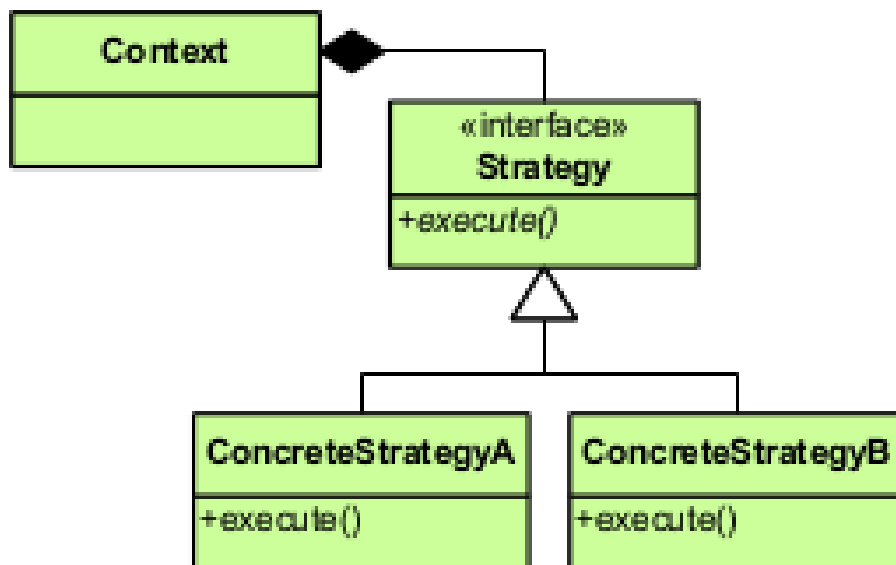 Context
«interface»
Strategy
+execute()
ConcreteStrategyA
+execute()
ConcreteStrategyB
+execute()